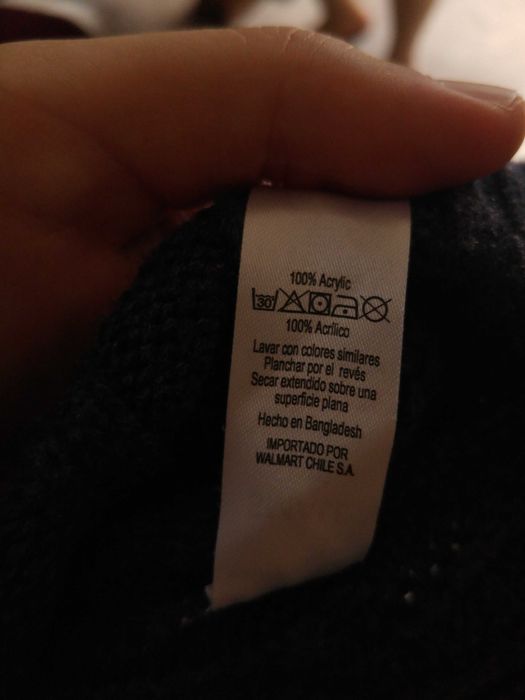 100% Acrylic
30°
100% Acrílico
Lavar con colores similares
Planchar por el revés
Secar extendido sobre una
superficie plana
Hecho en Bangladesh
IMPORTADO POR
WALMART CHILE S.A.